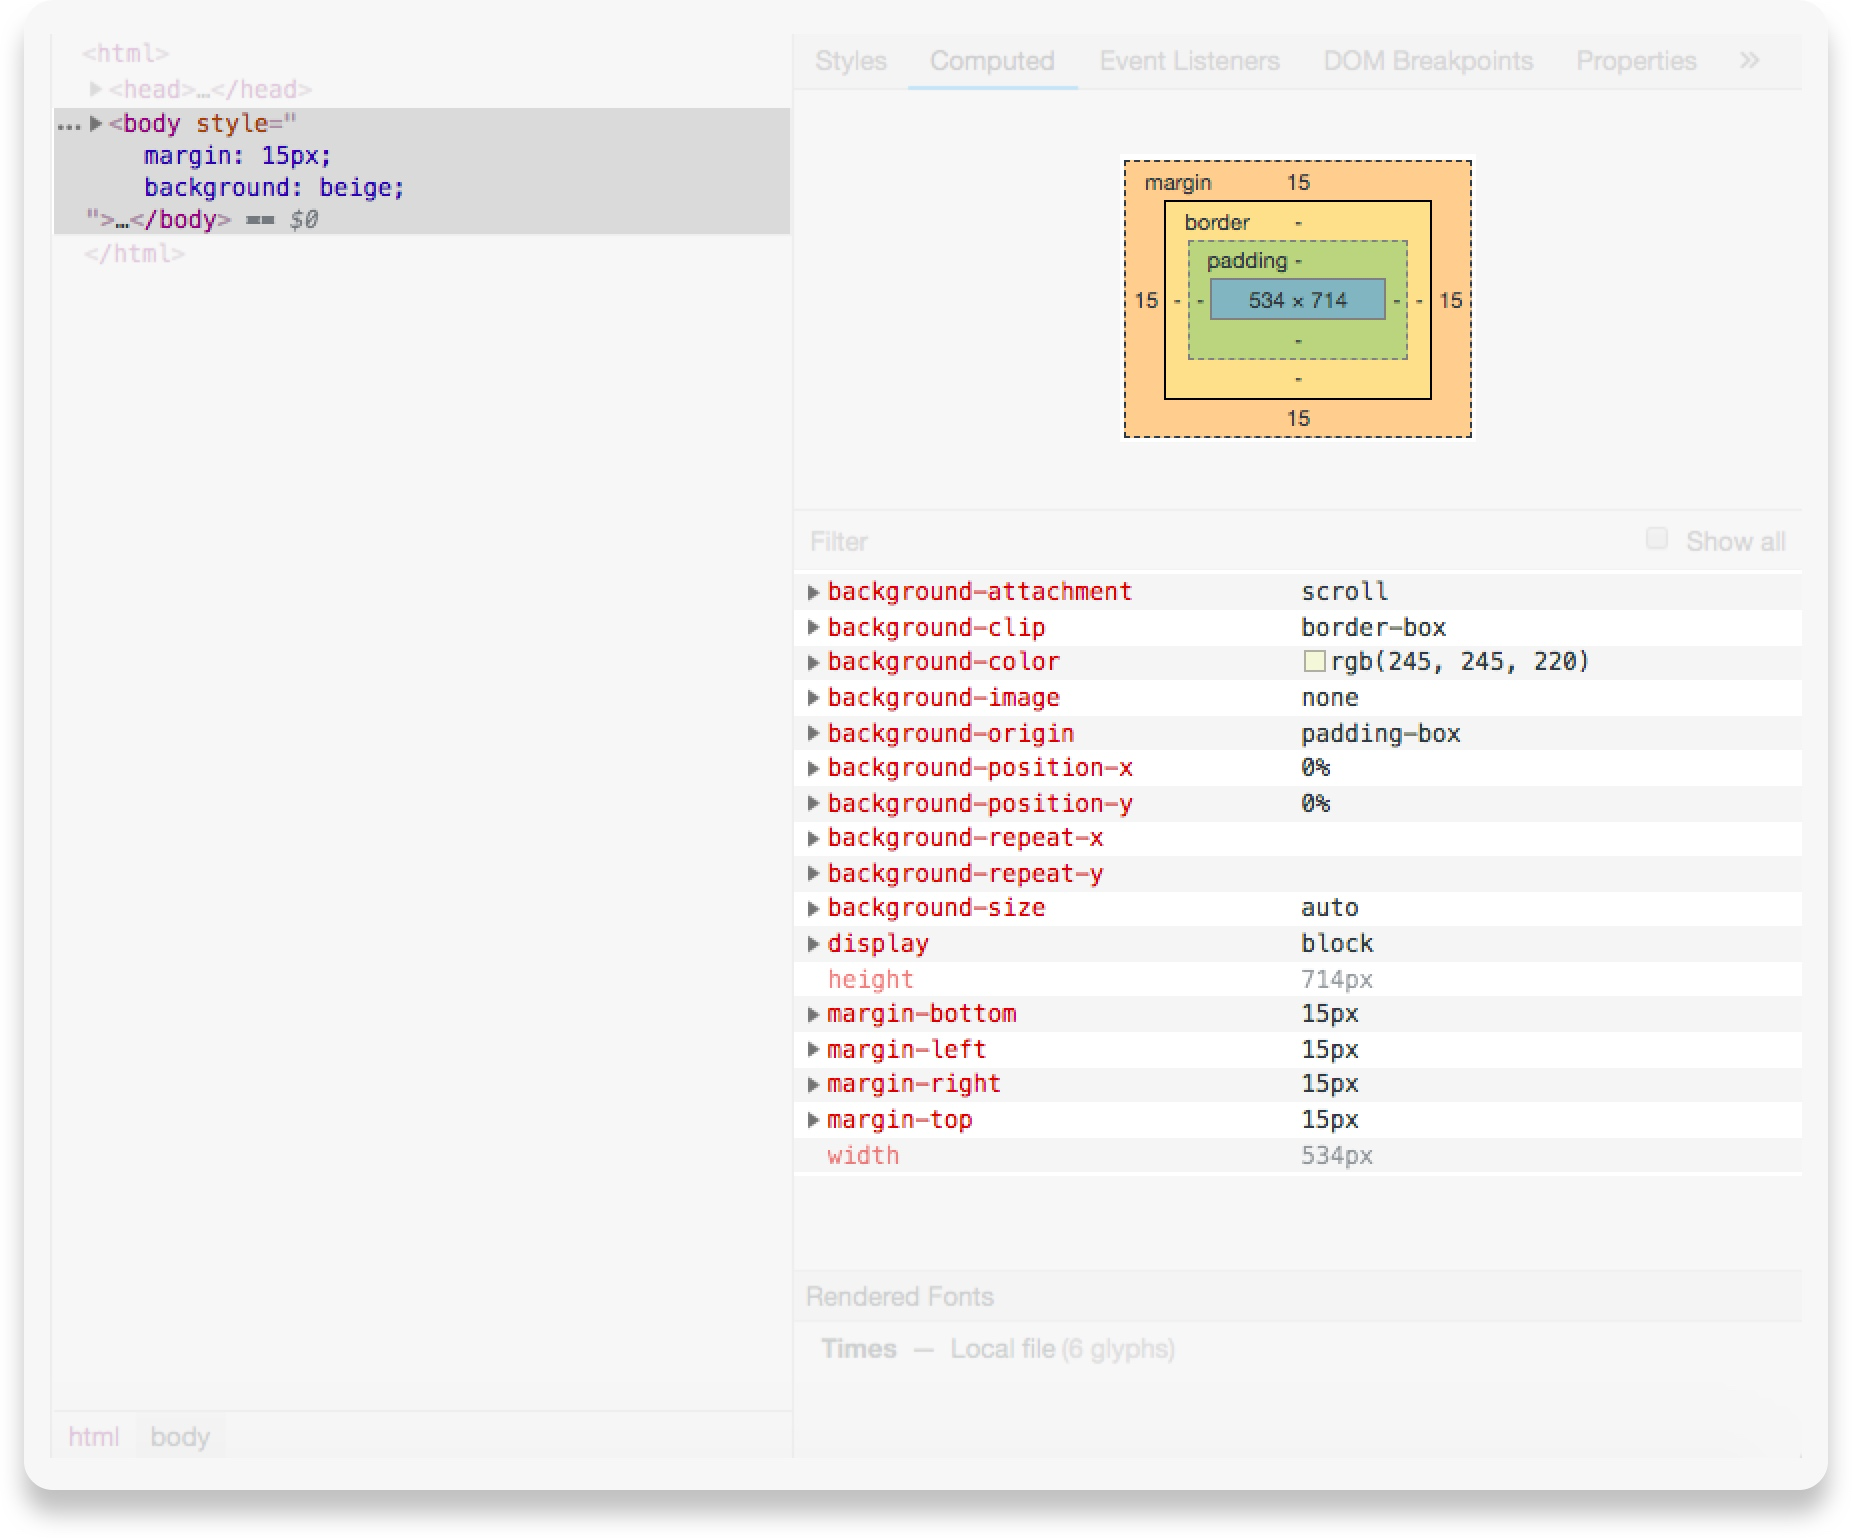 <html>
▶<head>…</head>
… ▶<body style="
margin: 15px;
background: beige;
">…</body> == $0
</html>
html body
Styles Computed Event Listeners DOM Breakpoints Properties »
margin 15
border -
padding -
15 - - 534 × 714 - - 15
-
-
15
Filter Show all
▶ background-attachment scroll
▶ background-clip border-box
▶ background-color rgb(245, 245, 220)
▶ background-image none
▶ background-origin padding-box
▶ background-position-x 0%
▶ background-position-y 0%
▶ background-repeat-x
▶ background-repeat-y
▶ background-size auto
▶ display block
height 714px
▶ margin-bottom 15px
▶ margin-left 15px
▶ margin-right 15px
▶ margin-top 15px
width 534px
Rendered Fonts
Times — Local file (6 glyphs)